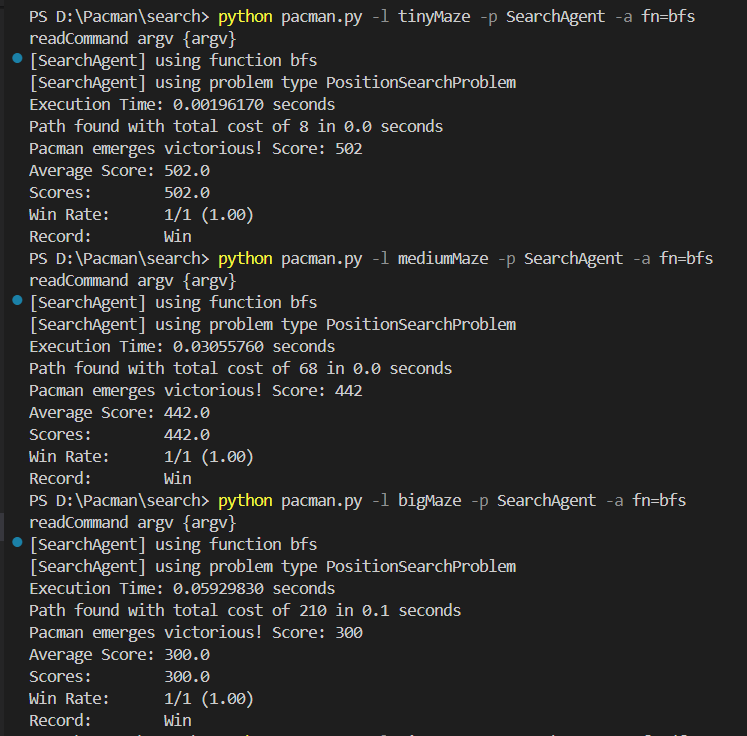 PS D:\Pacman\search> python pacman.py -l tinyMaze -p SearchAgent -a fn=bfs
readCommand argv {argv}
[SearchAgent] using function bfs
[SearchAgent] using problem type PositionSearchProblem
Execution Time: 0.00196170 seconds
Path found with total cost of 8 in 0.0 seconds
Pacman emerges victorious! Score: 502
Average Score: 502.0
Scores:        502.0
Win Rate:      1/1 (1.00)
Record:        Win
PS D:\Pacman\search> python pacman.py -l mediumMaze -p SearchAgent -a fn=bfs
readCommand argv {argv}
[SearchAgent] using function bfs
[SearchAgent] using problem type PositionSearchProblem
Execution Time: 0.03055760 seconds
Path found with total cost of 68 in 0.0 seconds
Pacman emerges victorious! Score: 442
Average Score: 442.0
Scores:        442.0
Win Rate:      1/1 (1.00)
Record:        Win
PS D:\Pacman\search> python pacman.py -l bigMaze -p SearchAgent -a fn=bfs
readCommand argv {argv}
[SearchAgent] using function bfs
[SearchAgent] using problem type PositionSearchProblem
Execution Time: 0.05929830 seconds
Path found with total cost of 210 in 0.1 seconds
Pacman emerges victorious! Score: 300
Average Score: 300.0
Scores:        300.0
Win Rate:      1/1 (1.00)
Record:        Win